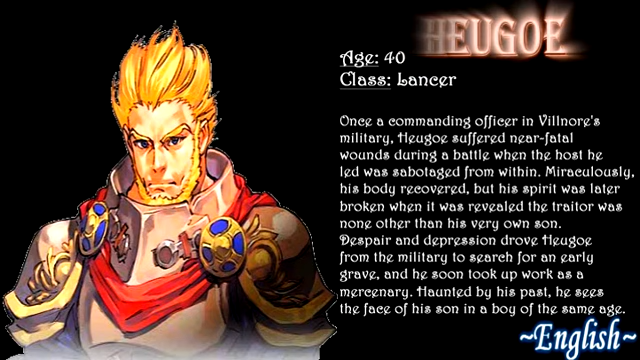 HEUGOE
Age: 40
Class: Lancer
Once a commanding officer in Villnore's
military, Heugoe suffered near-fatal
wounds during a battle when the host he
led was sabotaged from within. Miraculously,
his body recovered, but his spirit was later
broken when it was revealed the traitor was
none other than his very own son.
Despair and depression drove Heugoe
from the military to search for an early
grave, and he soon took up work as a
mercenary. Haunted by his past, he sees
the face of his son in a boy of the same age.
~English~